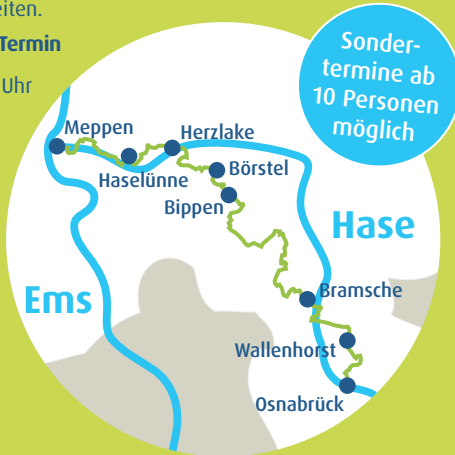 eiten.
Termin
Uhr
Sonder-
termine ab
10 Personen
möglich
Meppen
Herzlake
Haselünne
Börstel
Bippen
Hase
Ems
Bramsche
Wallenhorst
Osnabrück